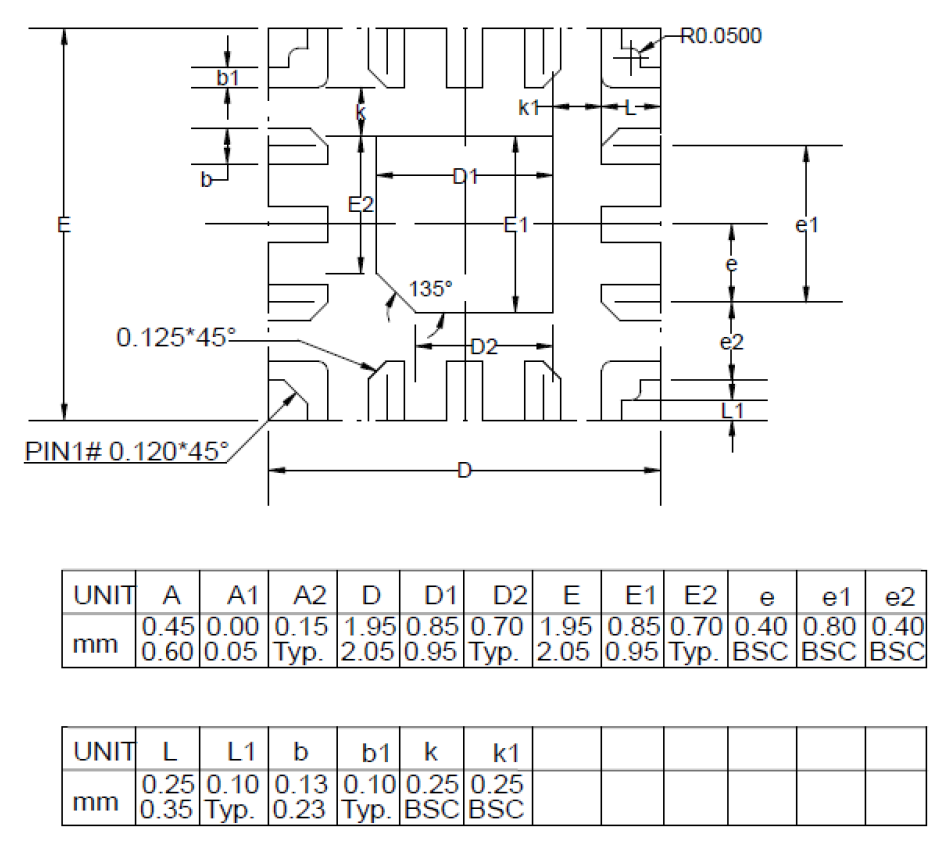 R0.0500
b1
k1
L
k
b
D1
E2
E
E1
e1
e
135°
0.125*45°
D2
e2
L1
PIN1# 0.120*45°
D
UNIT A A1 A2 D D1 D2 E E1 E2 e e1 e2
mm 0.45 0.00 0.15 1.95 0.85 0.70 1.95 0.85 0.70 0.40 0.80 0.40
0.60 0.05 Typ. 2.05 0.95 Typ. 2.05 0.95 Typ. BSC BSC BSC
UNIT L L1 b b1 k k1
mm 0.25 0.10 0.13 0.10 0.25 0.25
0.35 Typ. 0.23 Typ. BSC BSC